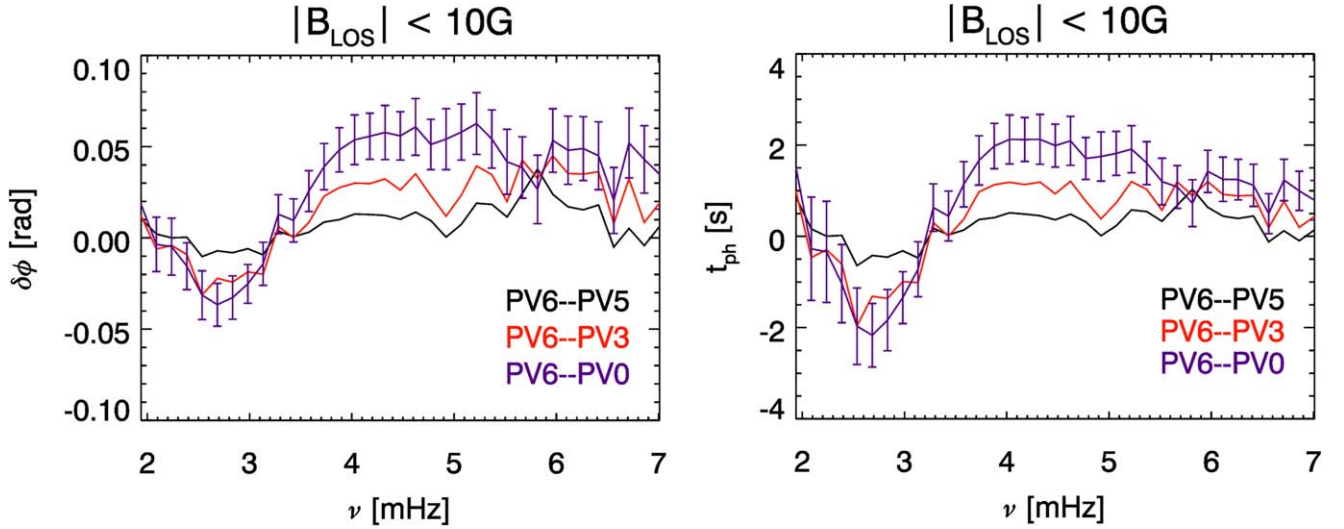 |B_LOS| < 10G
0.10
0.05
0.00
-0.05
-0.10
δϕ [rad]
PV6--PV5
PV6--PV3
PV6--PV0
2 3 4 5 6 7
ν [mHz]
|B_LOS| < 10G
4
2
0
-2
-4
t_ph [s]
PV6--PV5
PV6--PV3
PV6--PV0
2 3 4 5 6 7
ν [mHz]